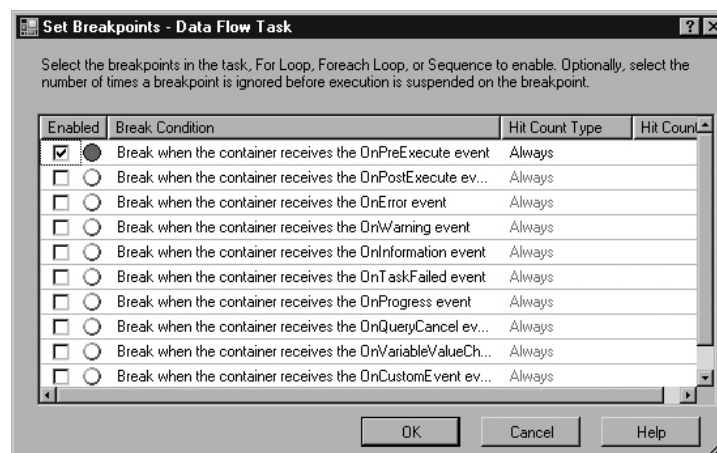 Set Breakpoints - Data Flow Task
Select the breakpoints in the task, For Loop, Foreach Loop, or Sequence to enable. Optionally, select the
number of times a breakpoint is ignored before execution is suspended on the breakpoint.
Enabled Break Condition Hit Count Type Hit Count
Break when the container receives the OnPreExecute event Always
Break when the container receives the OnPostExecute ev... Always
Break when the container receives the OnError event Always
Break when the container receives the OnWarning event Always
Break when the container receives the OnInformation event Always
Break when the container receives the OnTaskFailed event Always
Break when the container receives the OnProgress event Always
Break when the container receives the OnQueryCancel ev... Always
Break when the container receives the OnVariableValueCh... Always
Break when the container receives the OnCustomEvent ev... Always
OK Cancel Help